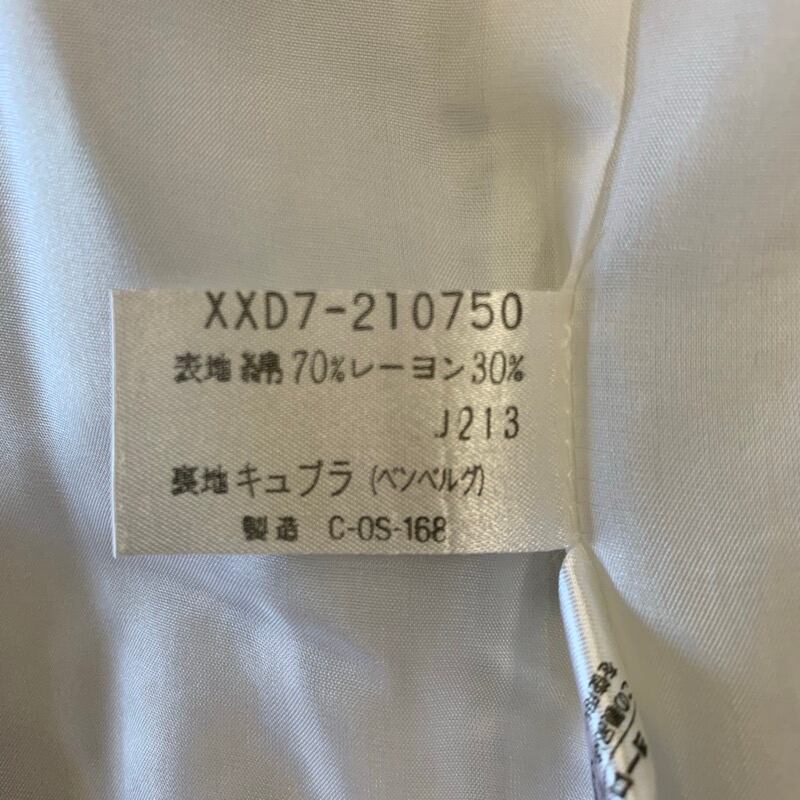 XXD7-210750
表地 綿70%レーヨン30%
J213
裏地キュプラ (ベンベルグ)
製造 C-OS-168